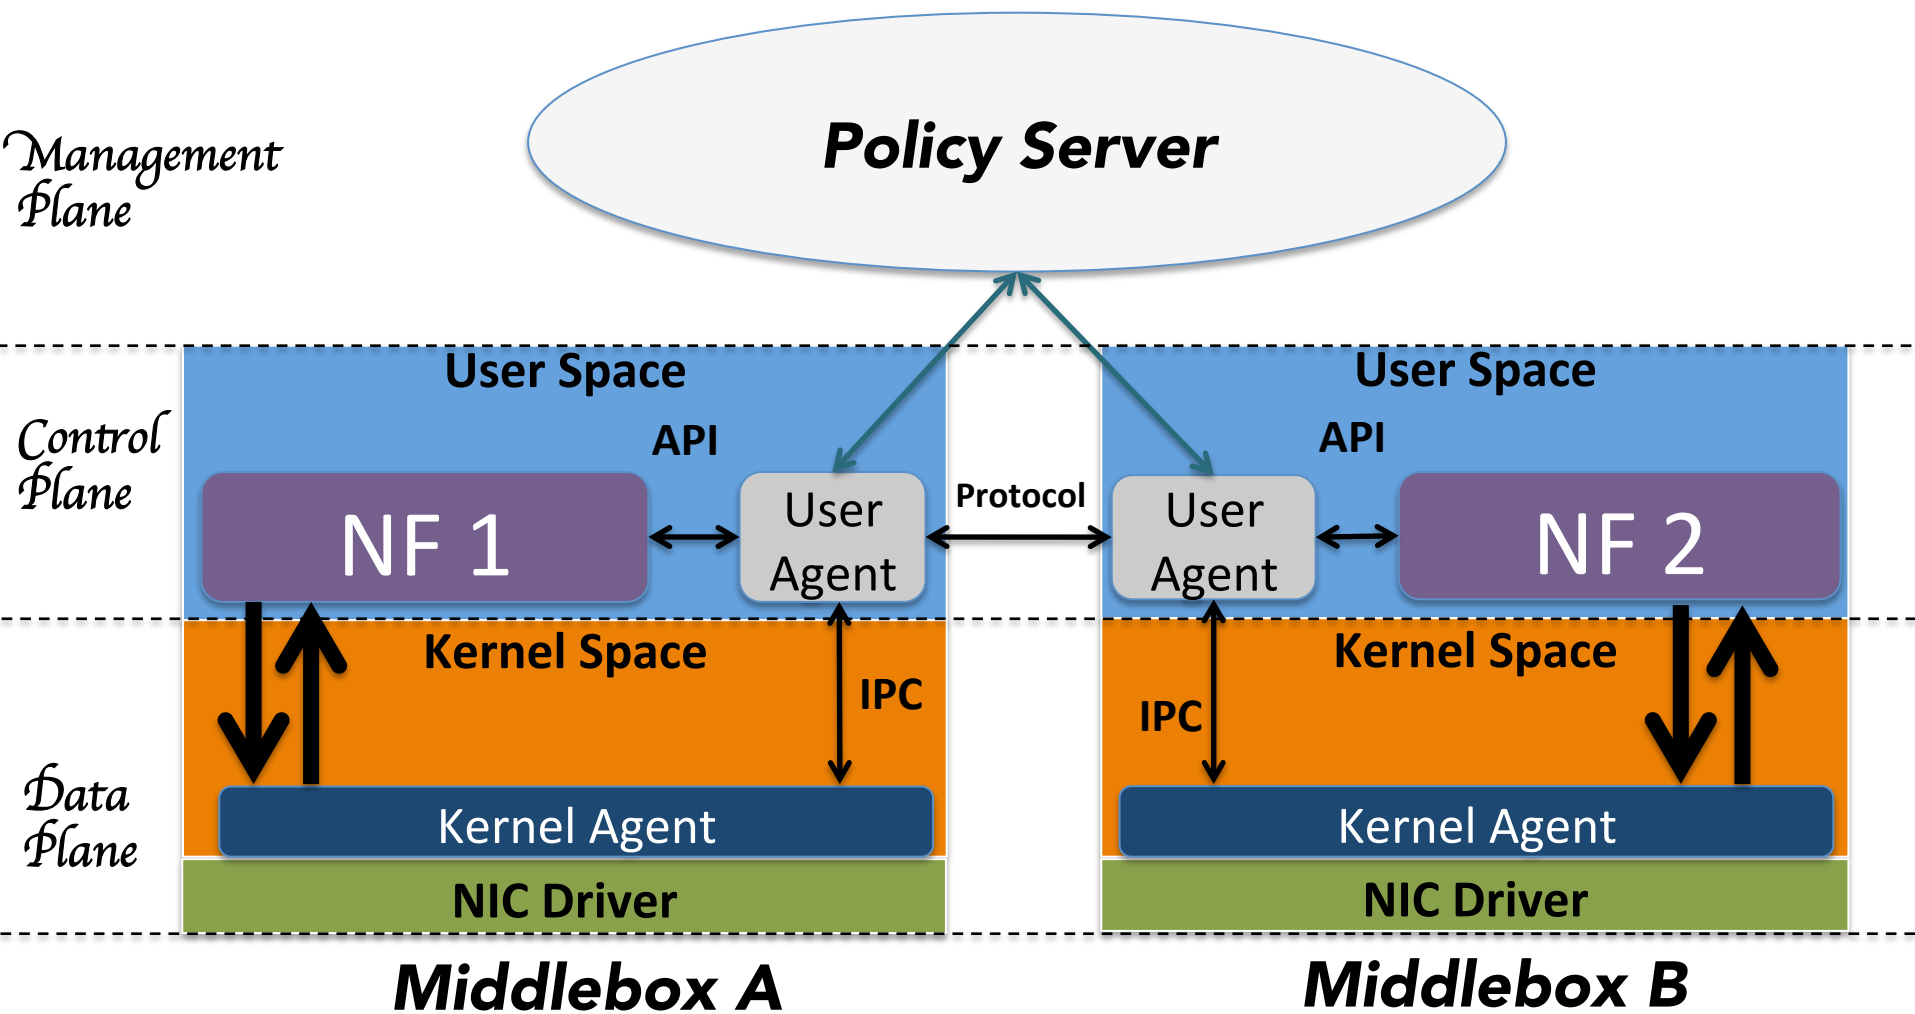 Policy Server
Management
Plane
User Space
User Space
API
API
Control
Plane
NF 1
User
Agent
Protocol
User
Agent
NF 2
Kernel Space
Kernel Space
IPC
IPC
Data
Plane
Kernel Agent
Kernel Agent
NIC Driver
NIC Driver
Middlebox A
Middlebox B